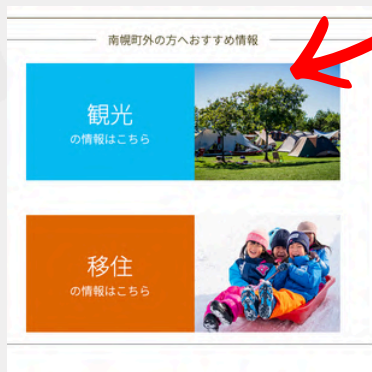 南幌町外の方へおすすめ情報
観光
の情報はこちら
移住
の情報はこちら